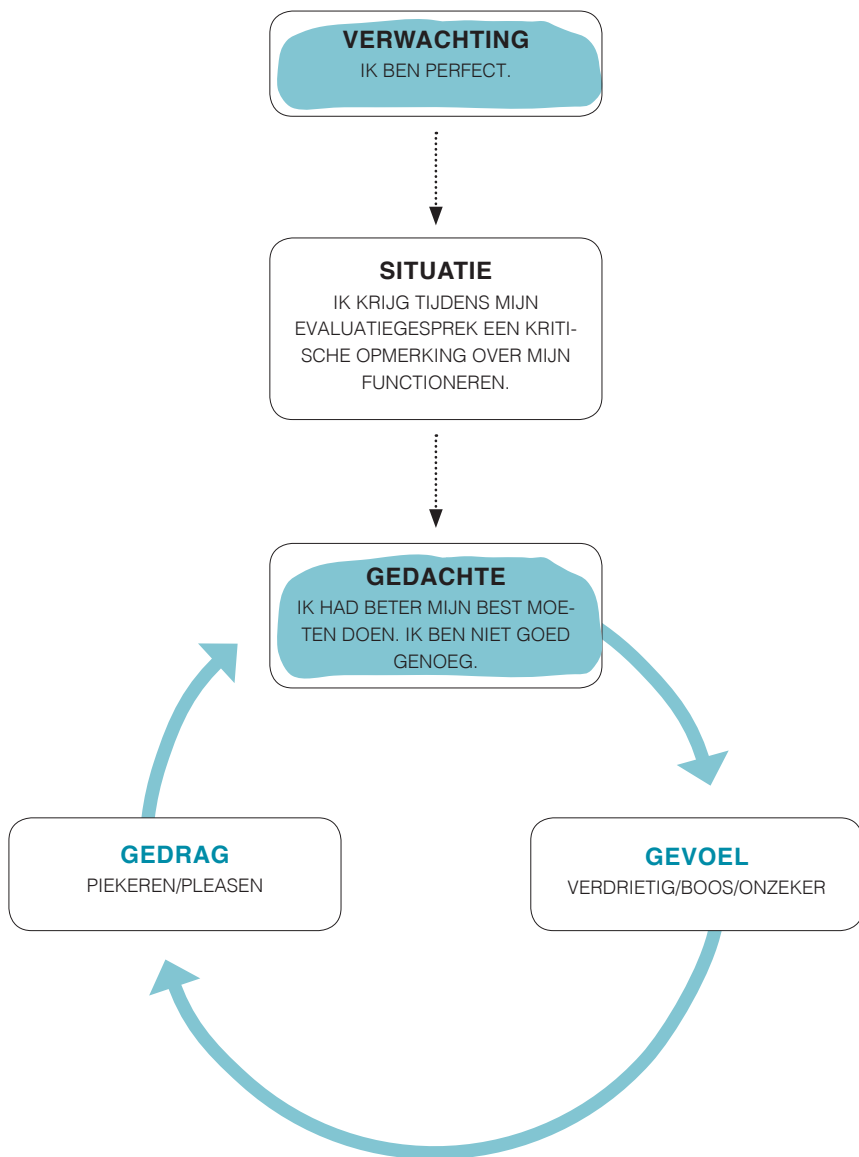 VERWACHTING
IK BEN PERFECT.
SITUATIE
IK KRIJG TIJDENS MIJN
EVALUATIEGESPREK EEN KRITI-
SCHE OPMERKING OVER MIJN
FUNCTIONEREN.
GEDACHTE
IK HAD BETER MIJN BEST MOE-
TEN DOEN. IK BEN NIET GOED
GENOEG.
GEDRAG
PIEKEREN/PLEASEN
GEVOEL
VERDRIETIG/BOOS/ONZEKER